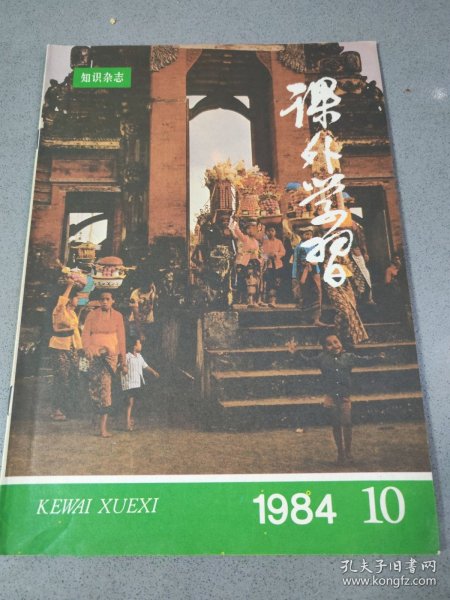 知识杂志
课外学习
KEWAI XUEXI
1984 10
孔夫子旧书网
www.kongfz.com